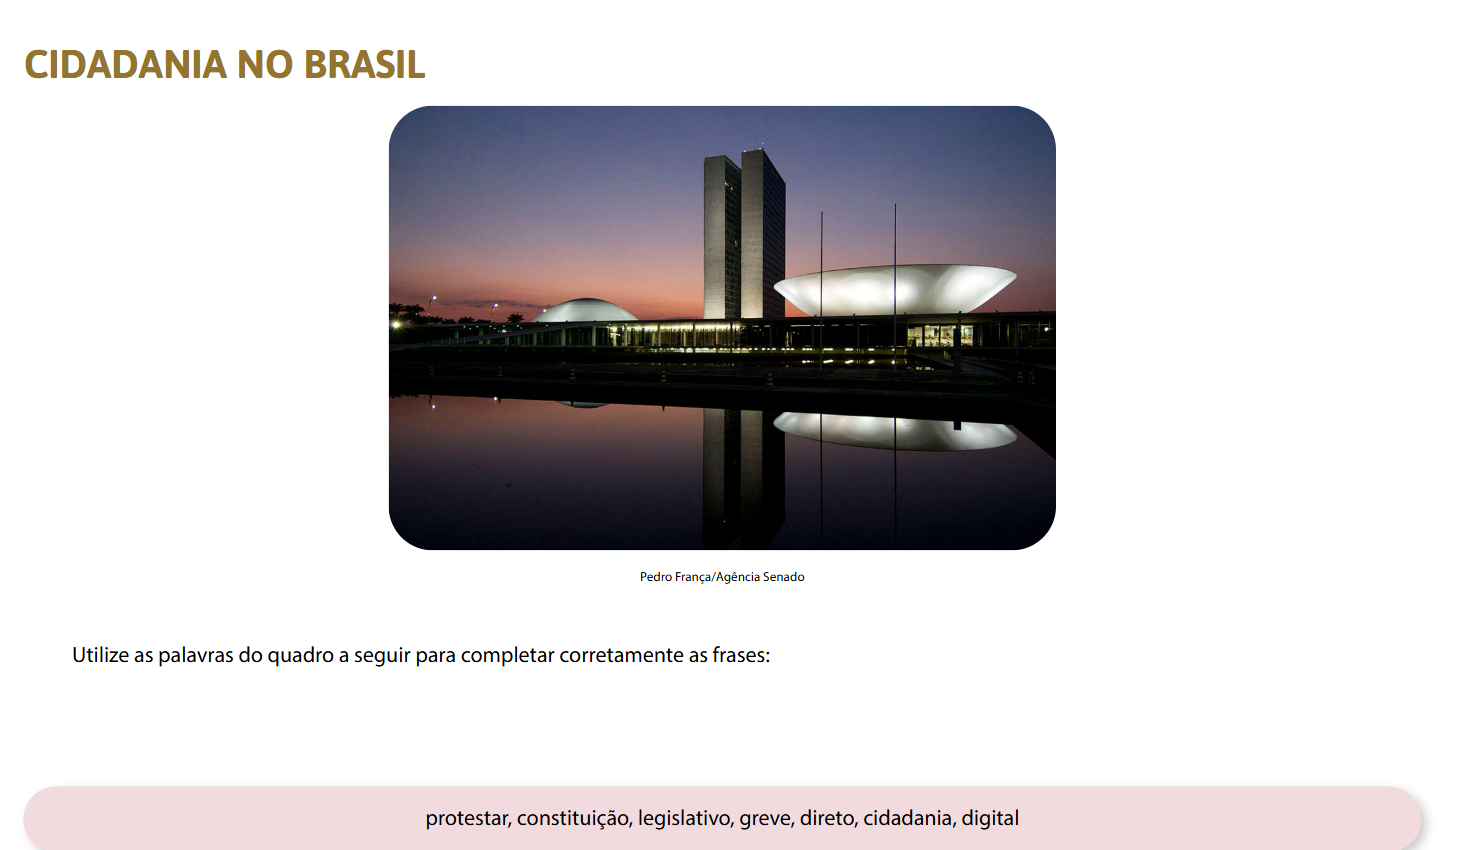 CIDADANIA NO BRASIL
Pedro França/Agência Senado
Utilize as palavras do quadro a seguir para completar corretamente as frases:
protestar, constituição, legislativo, greve, direto, cidadania, digital